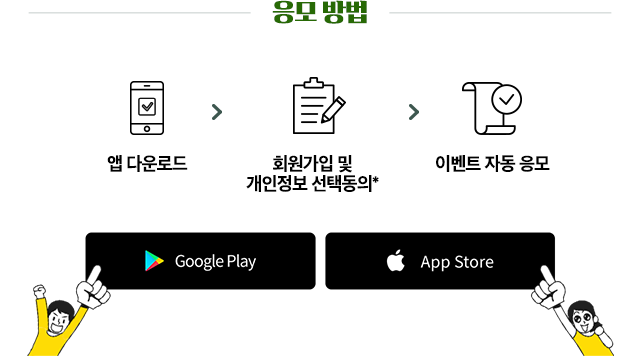 응모 방법
앱 다운로드
회원가입 및
개인정보 선택동의*
이벤트 자동 응모
Google Play
App Store